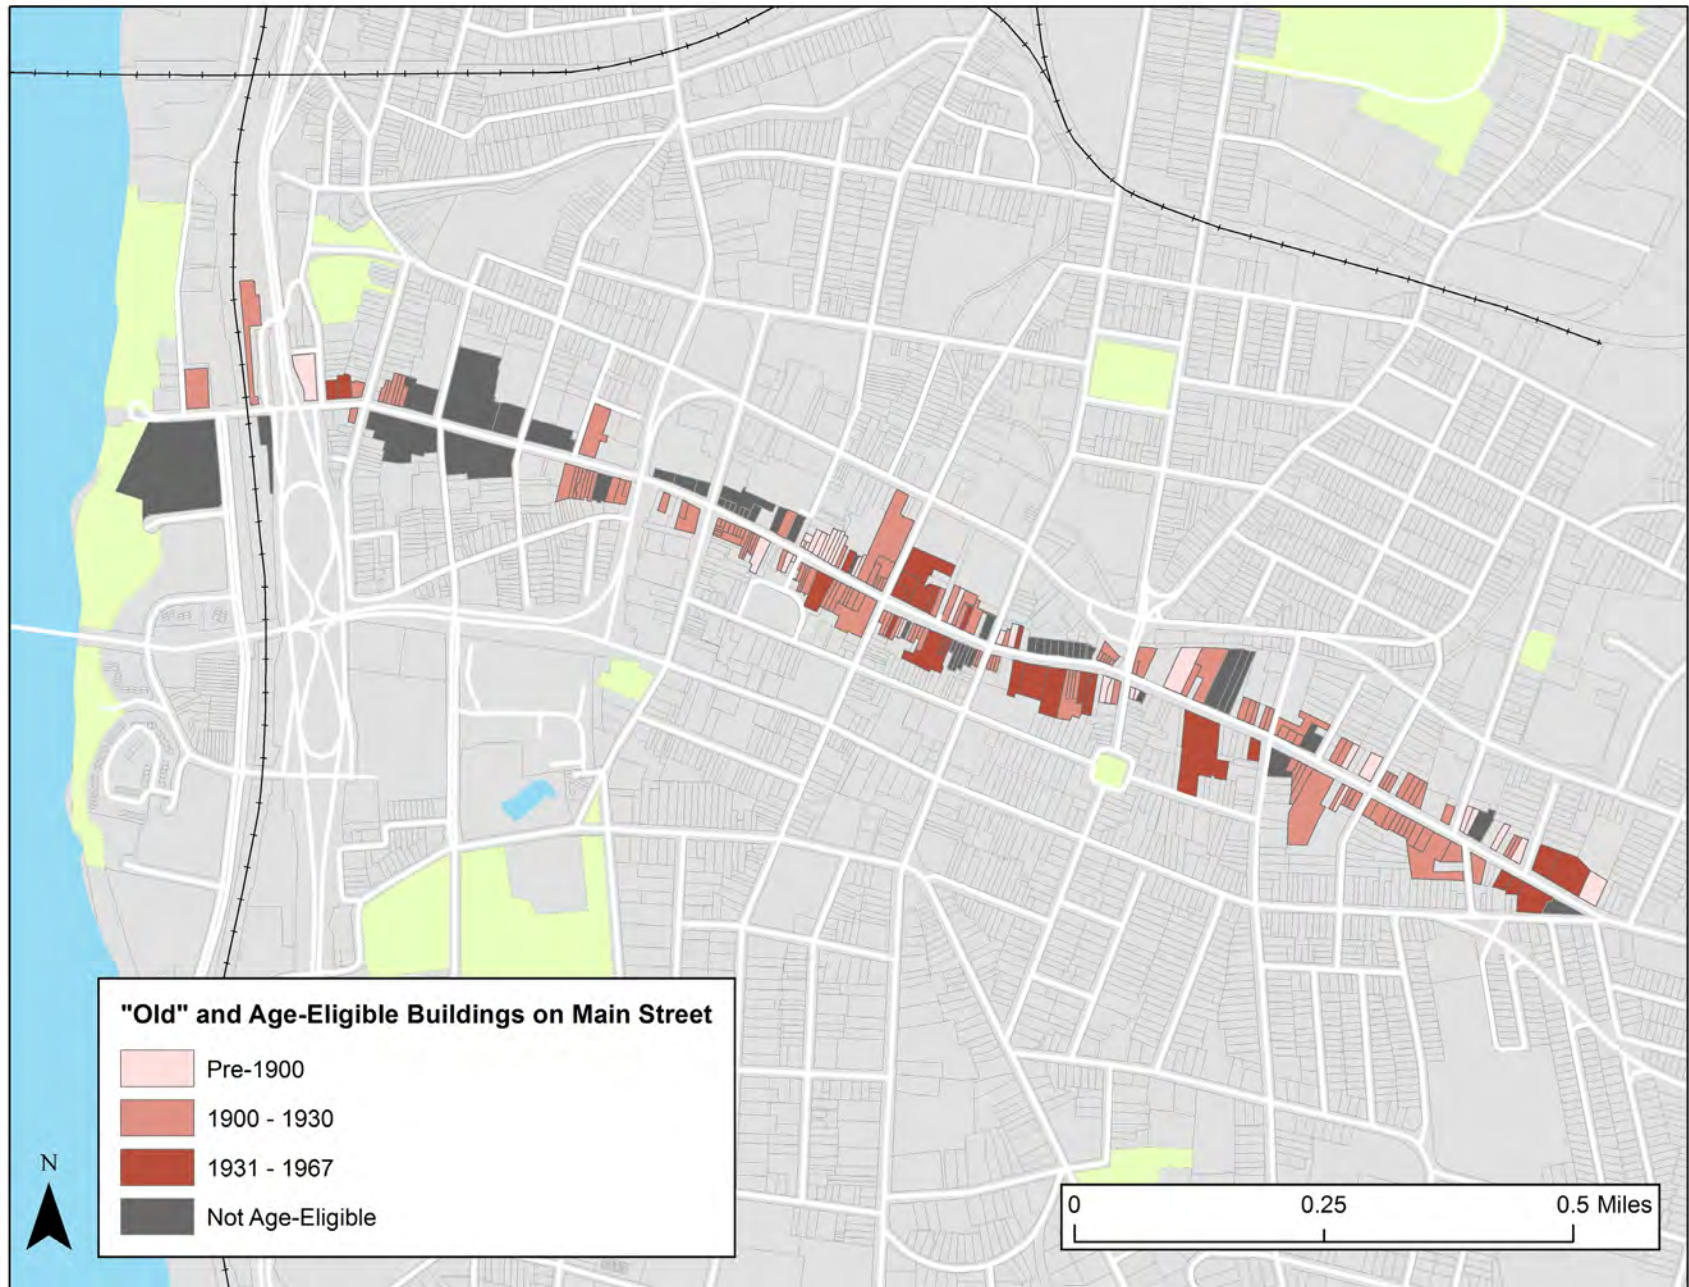 "Old" and Age-Eligible Buildings on Main Street
Pre-1900
1900 - 1930
1931 - 1967
Not Age-Eligible
N
0 0.25 0.5 Miles